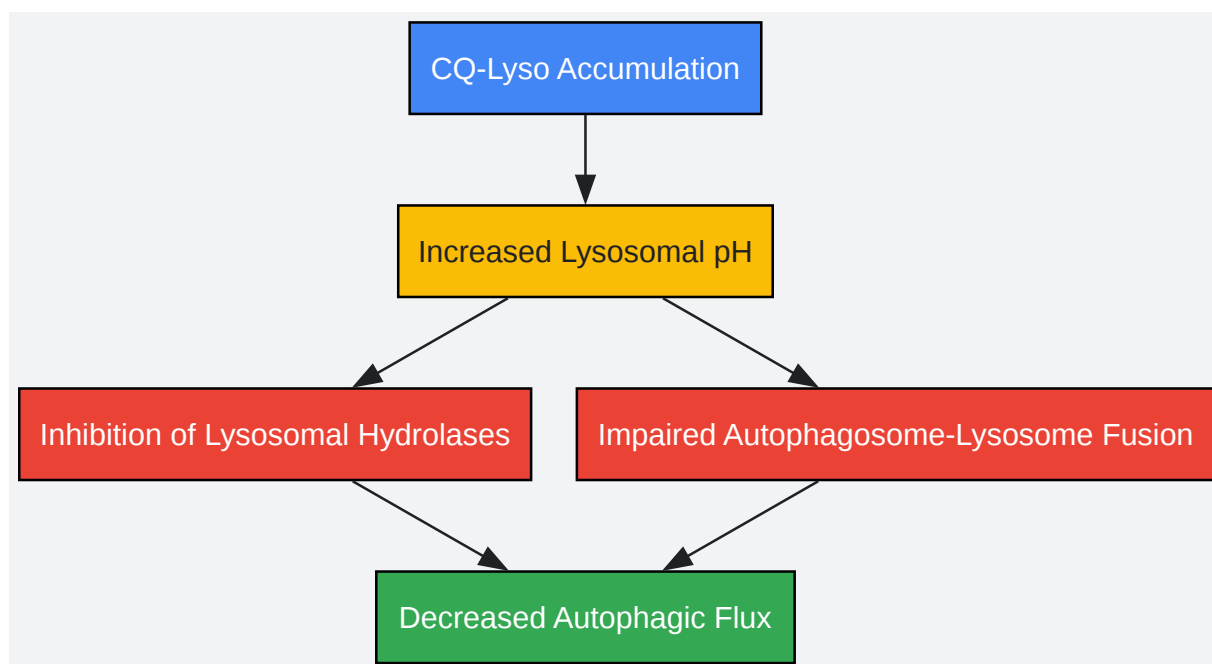 CQ-Lyso Accumulation
Increased Lysosomal pH
Inhibition of Lysosomal Hydrolases
Impaired Autophagosome-Lysosome Fusion
Decreased Autophagic Flux